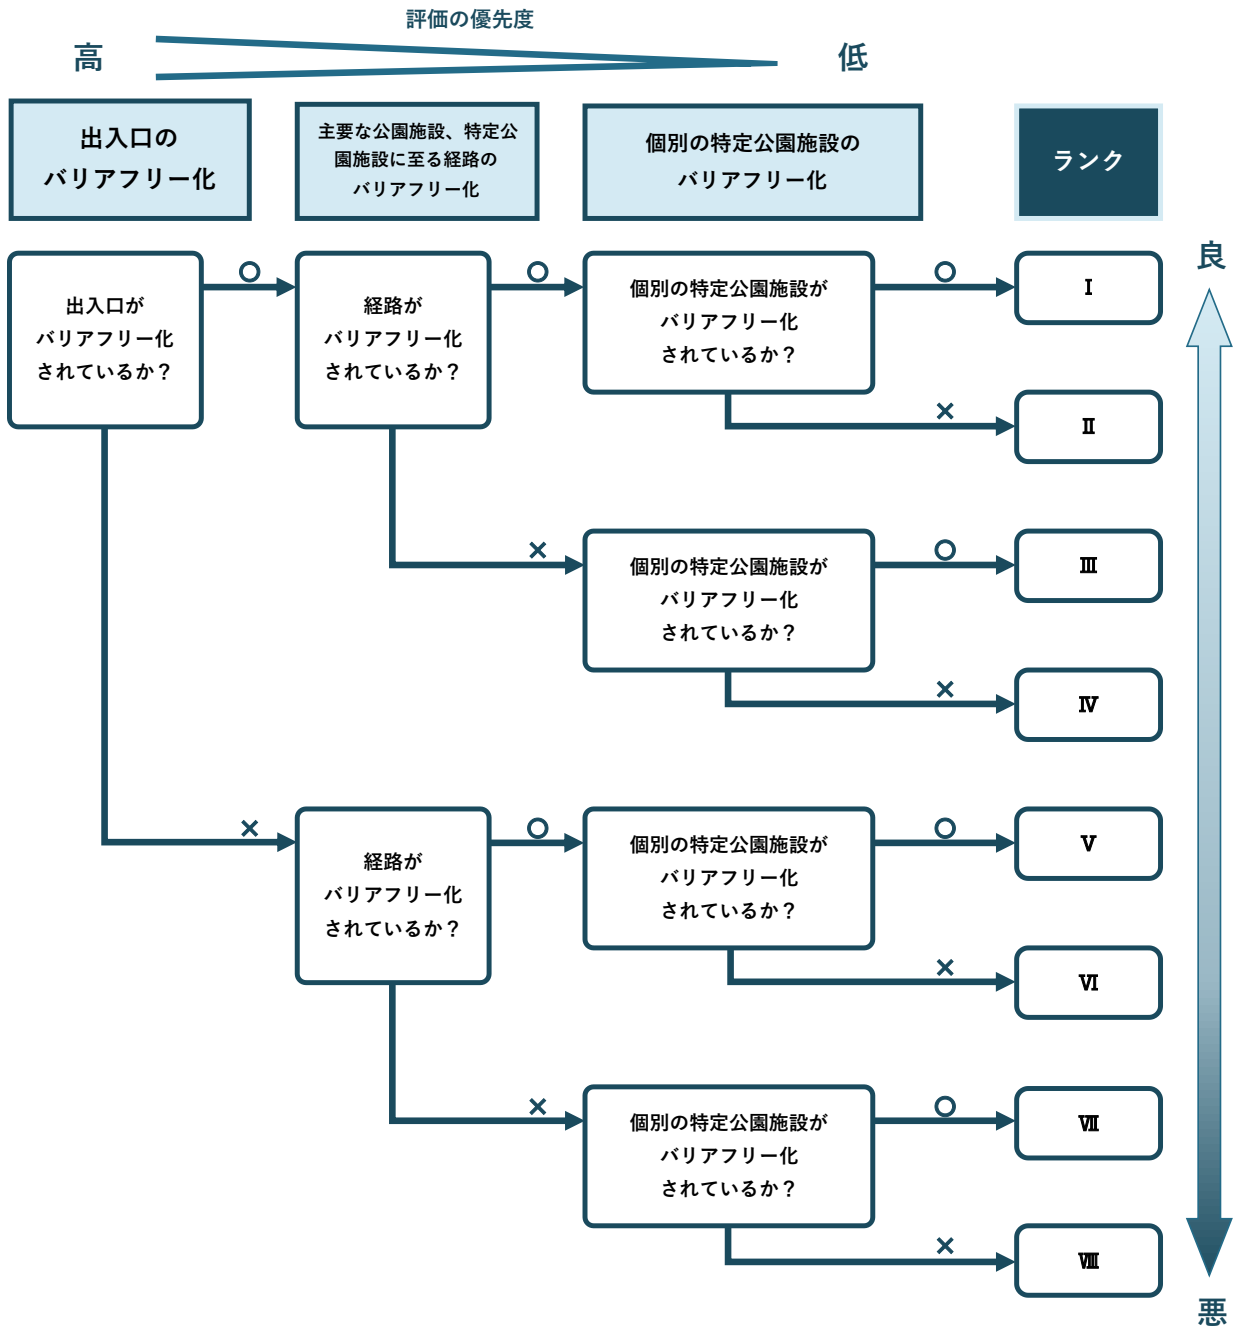 評価の優先度
高
低
出入口の
バリアフリー化
主要な公園施設、特定公
園施設に至る経路の
バリアフリー化
個別の特定公園施設の
バリアフリー化
ランク
良
出入口が
バリアフリー化
されているか？
○
経路が
バリアフリー化
されているか？
○
個別の特定公園施設が
バリアフリー化
されているか？
○
Ⅰ
×
Ⅱ
×
個別の特定公園施設が
バリアフリー化
されているか？
○
Ⅲ
×
Ⅳ
×
経路が
バリアフリー化
されているか？
○
個別の特定公園施設が
バリアフリー化
されているか？
○
Ⅴ
×
Ⅵ
×
個別の特定公園施設が
バリアフリー化
されているか？
○
Ⅶ
×
Ⅷ
悪